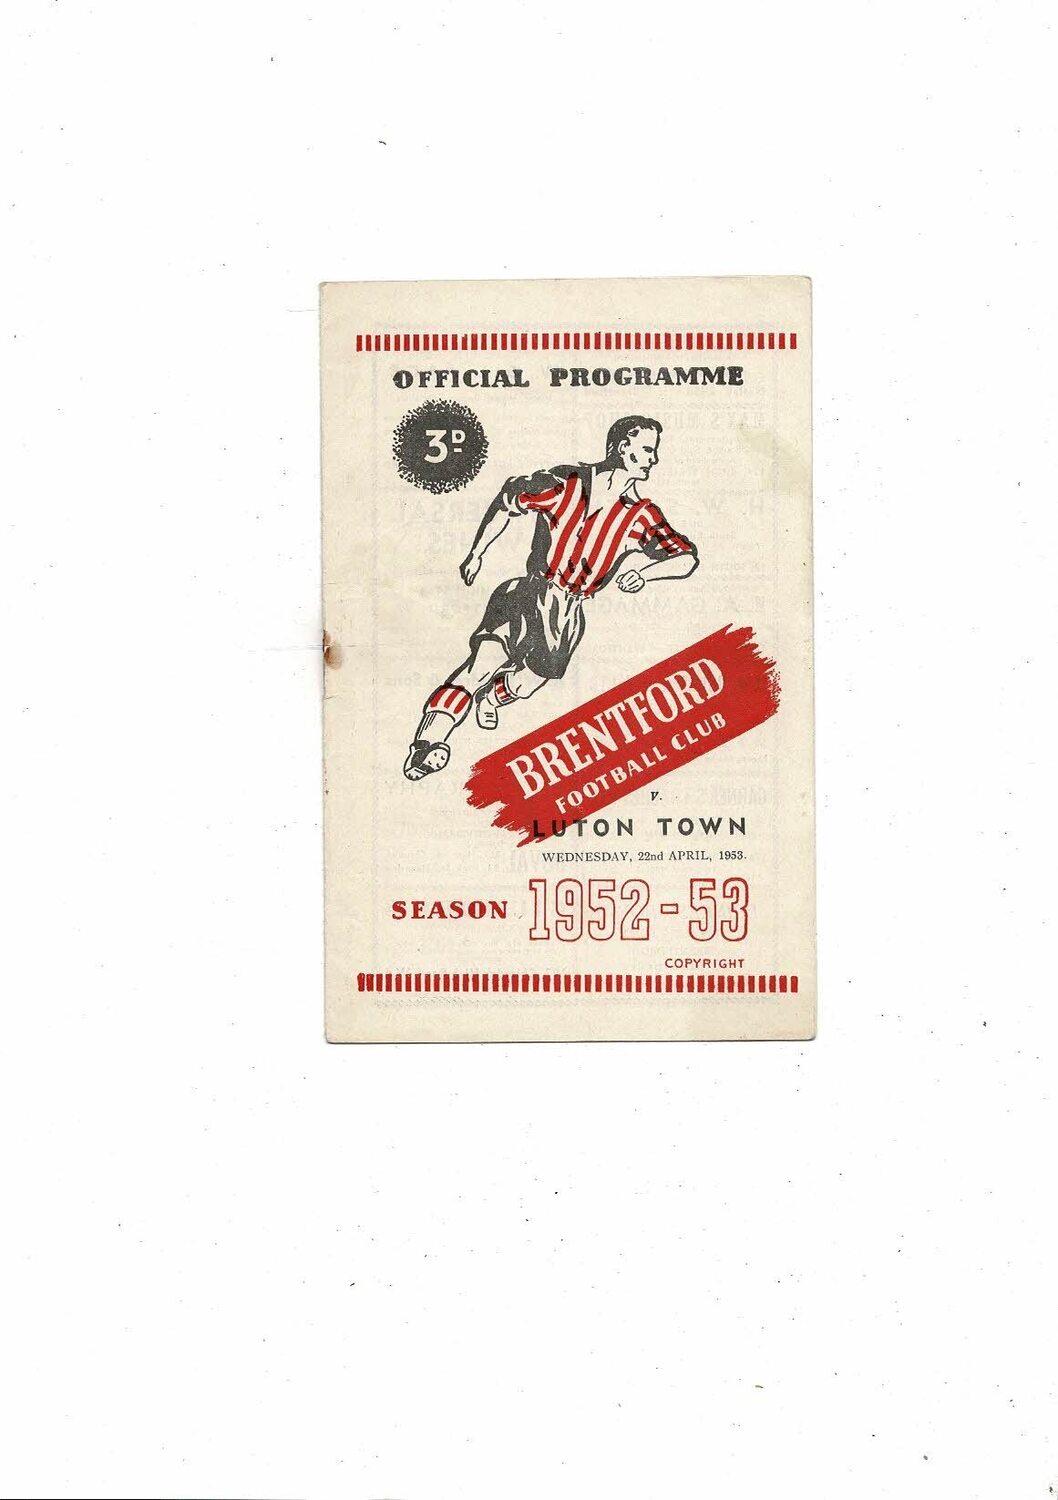 OFFICIAL PROGRAMME
3D
BRENTFORD
FOOTBALL CLUB
v.
LUTON TOWN
WEDNESDAY, 22nd APRIL, 1953.
SEASON 1952-53
COPYRIGHT